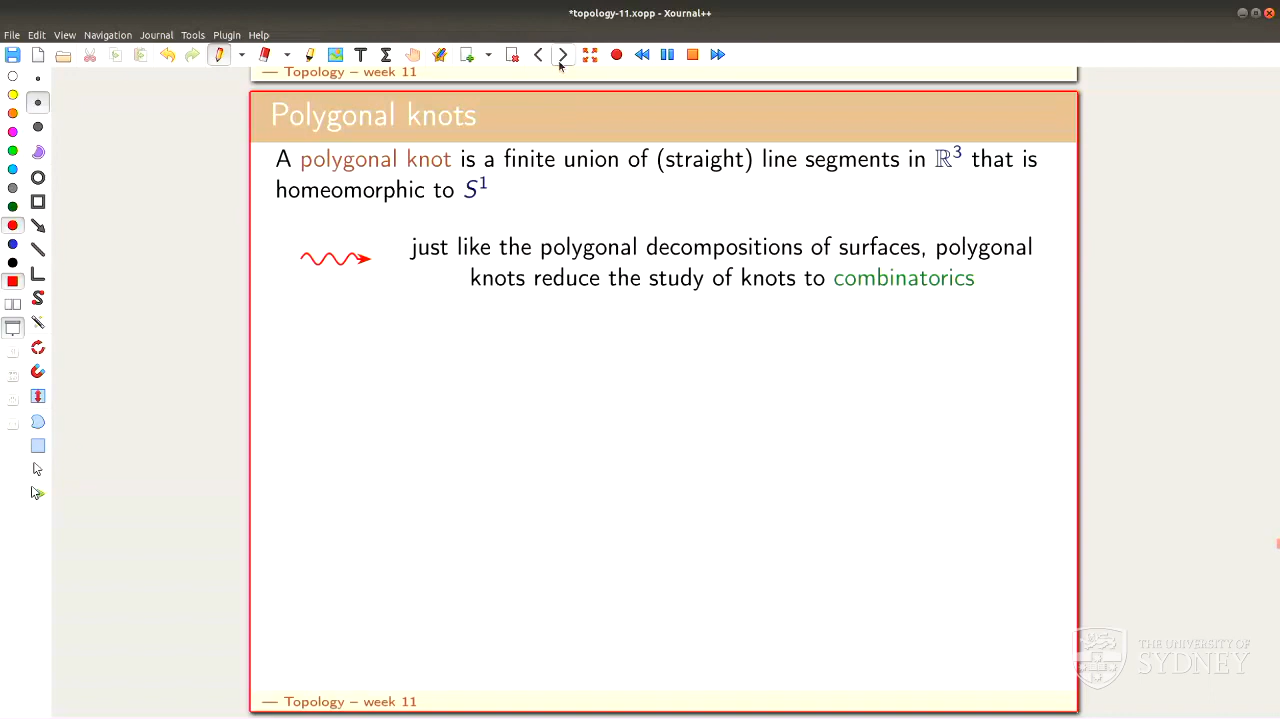 *topology-11.xopp - Xournal++
File Edit View Navigation Journal Tools Plugin Help
— Topology – week 11
Polygonal knots
A polygonal knot is a finite union of (straight) line segments in ℝ³ that is
homeomorphic to S¹
just like the polygonal decompositions of surfaces, polygonal
knots reduce the study of knots to combinatorics
THE UNIVERSITY OF
SYDNEY
— Topology – week 11